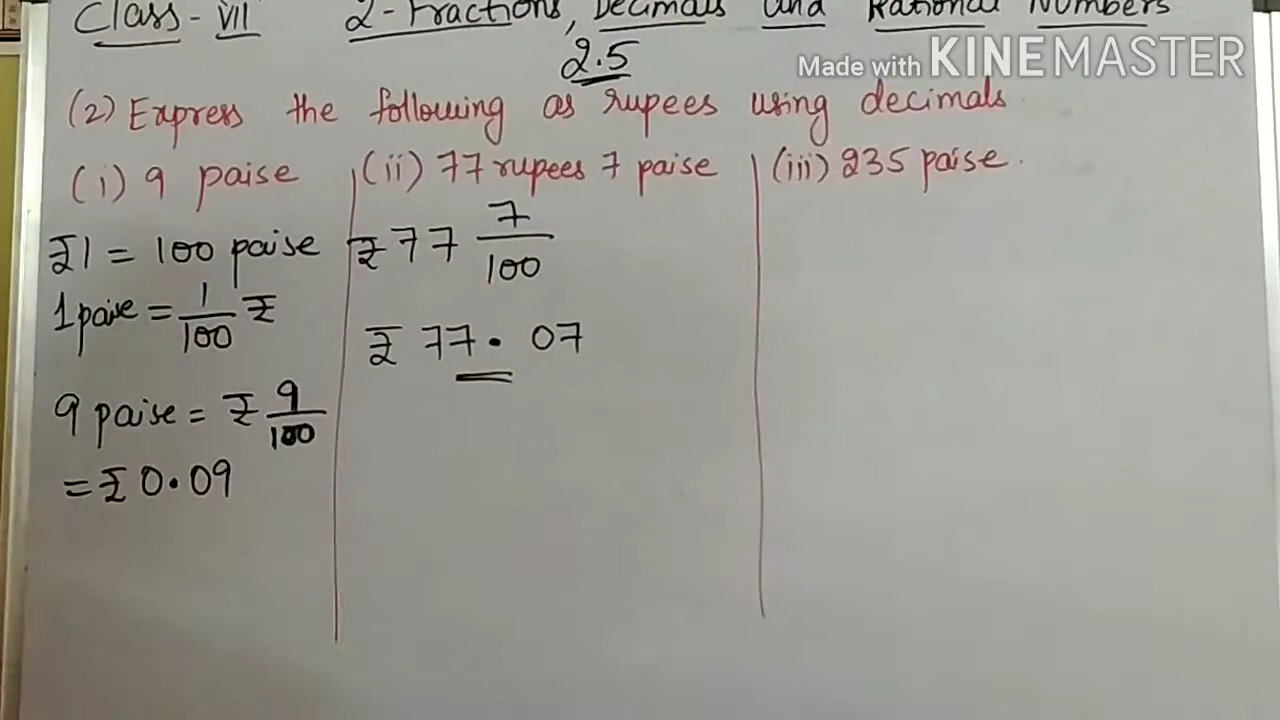 Class - VII 2 - Fractions, Decimals and Rational Numbers
2.5
Made with KINEMASTER
(2) Express the following as rupees using decimals
(i) 9 paise
₹1 = 100 paise
1 paise = 1/100 ₹
9 paise = ₹ 9/100
= ₹ 0.09
(ii) 77 rupees 7 paise
₹ 77 7/100
₹ 77.07
(iii) 235 paise.